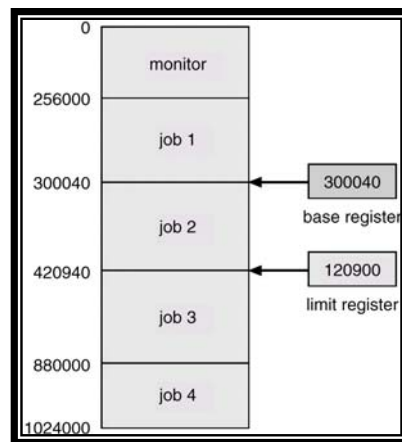 0
monitor
256000
job 1
300040
300040
base register
job 2
420940
120900
limit register
job 3
880000
job 4
1024000